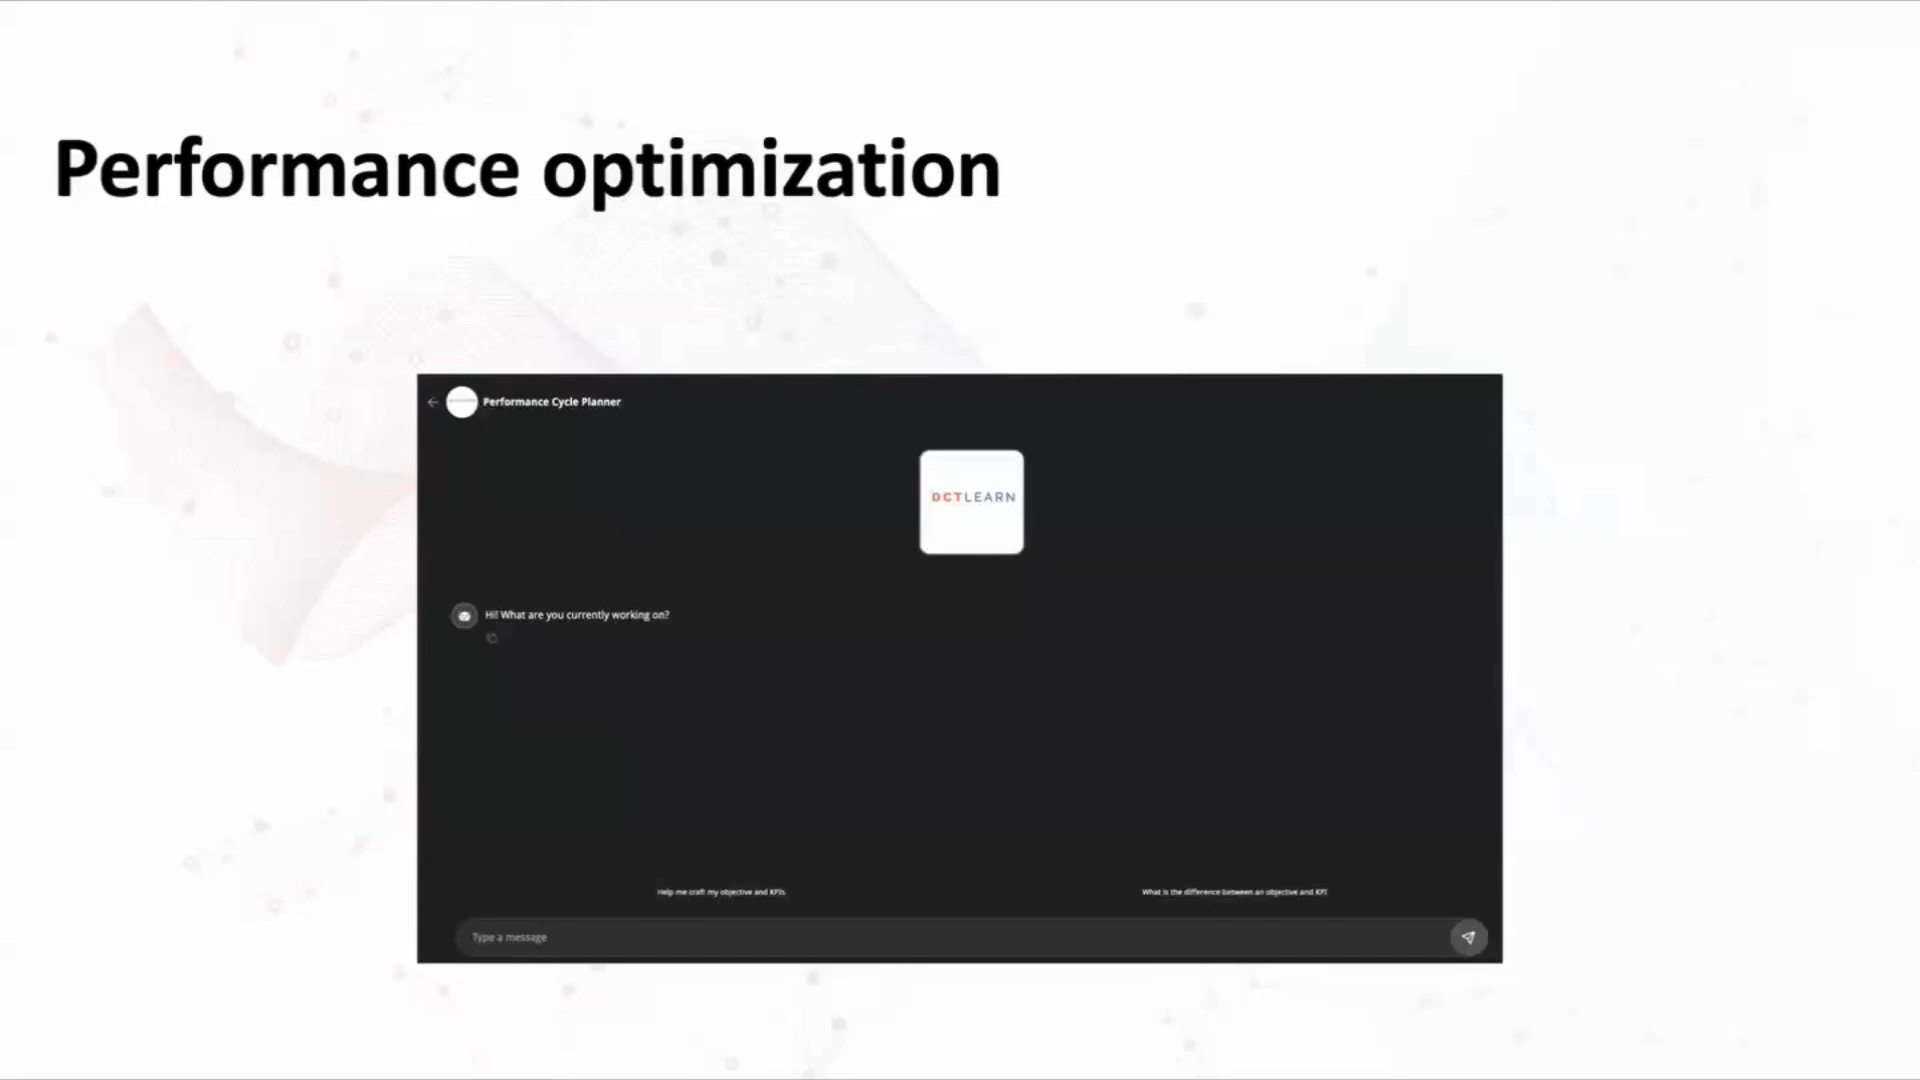 Performance optimization
Performance Cycle Planner
DCTLEARN
Hi! What are you currently working on?
Help me craft my objective and KPIs
What is the difference between an objective and KPI
Type a message